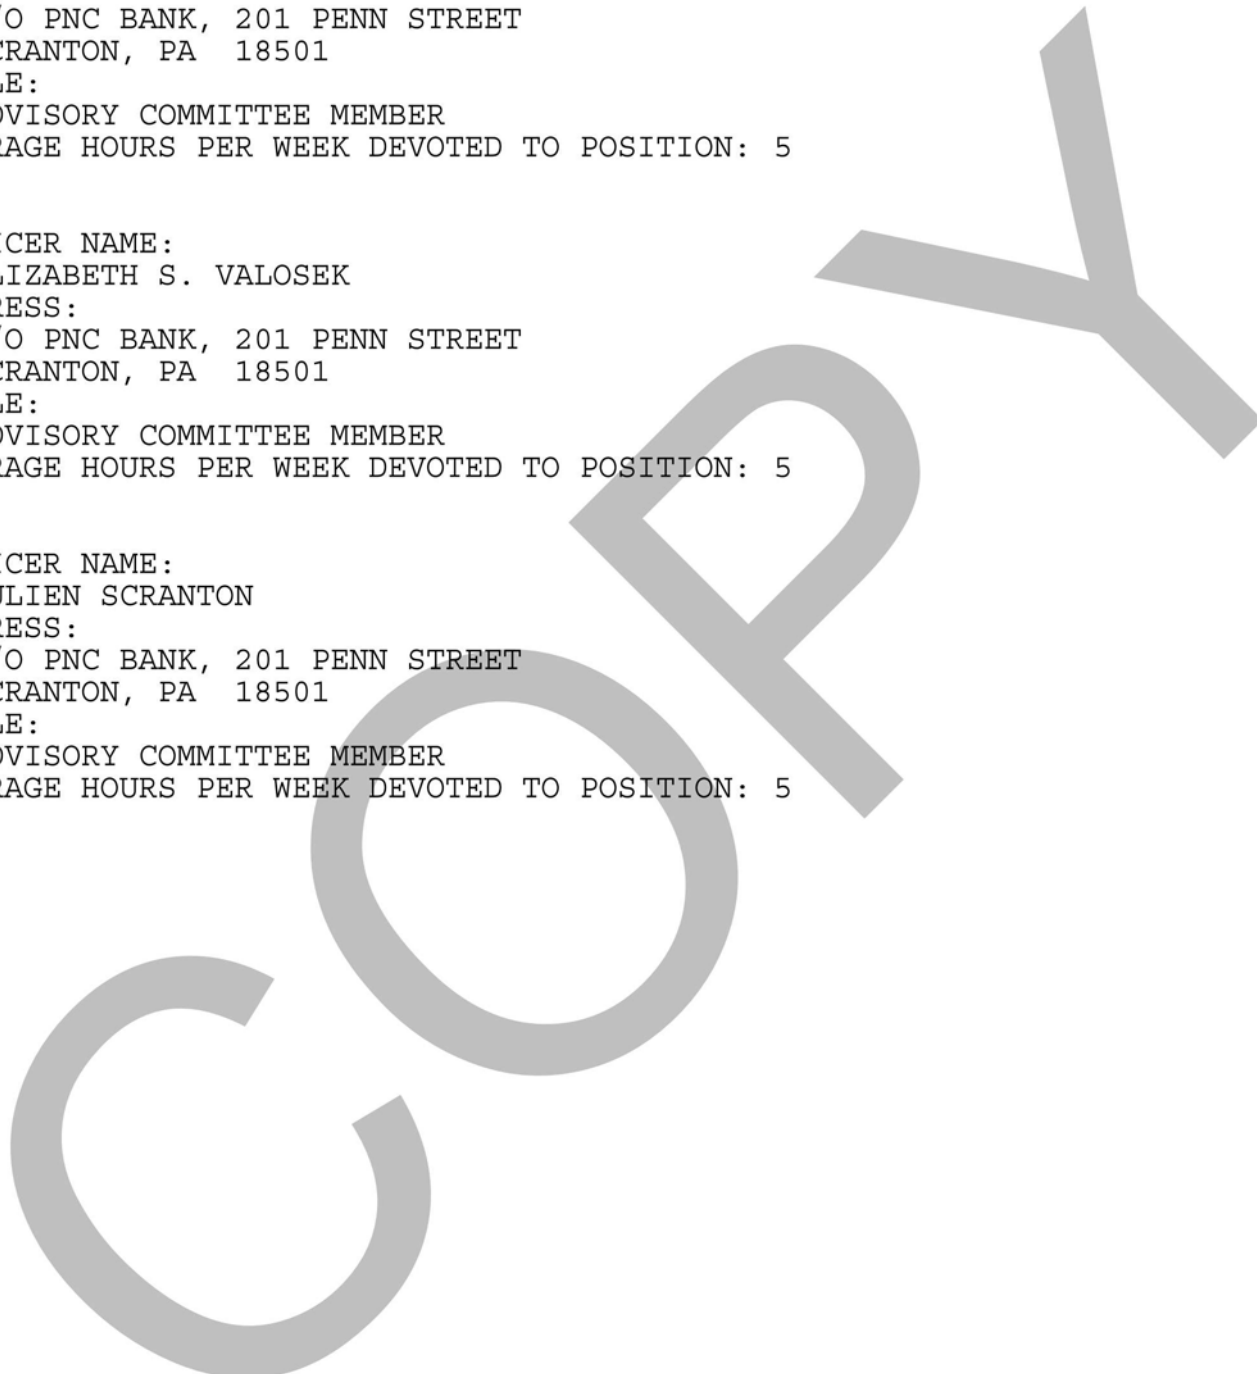 /O PNC BANK, 201 PENN STREET
CRANTON, PA 18501
LE:
DVISORY COMMITTEE MEMBER
RAGE HOURS PER WEEK DEVOTED TO POSITION: 5
ICER NAME:
LIZABETH S. VALOSEK
RESS:
/O PNC BANK, 201 PENN STREET
CRANTON, PA 18501
LE:
DVISORY COMMITTEE MEMBER
RAGE HOURS PER WEEK DEVOTED TO POSITION: 5
ICER NAME:
ULIEN SCRANTON
RESS:
/O PNC BANK, 201 PENN STREET
CRANTON, PA 18501
LE:
DVISORY COMMITTEE MEMBER
RAGE HOURS PER WEEK DEVOTED TO POSITION: 5
COPY